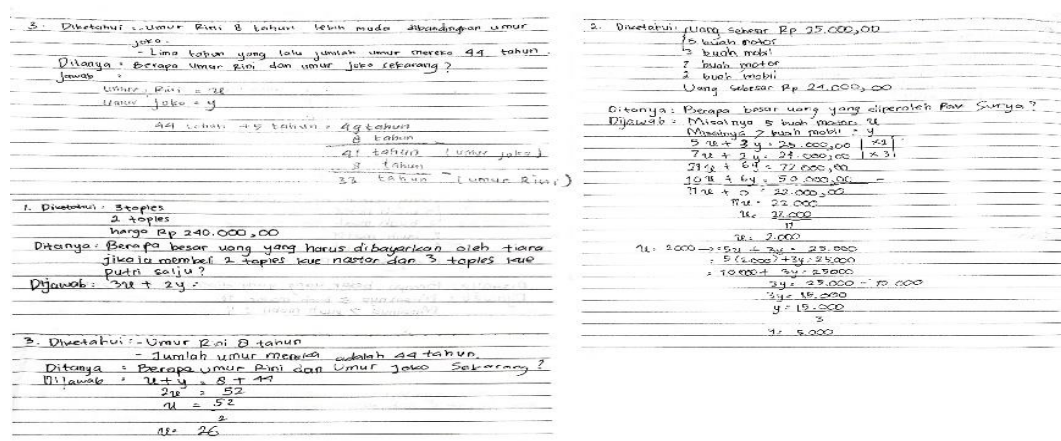 3. Diketahui : - Umur Rini 8 tahun lebih muda dibandingkan umur
joko.
- Lima tahun yang lalu jumlah umur mereka 44 tahun.
Ditanya : Berapa umur Rini dan umur joko sekarang ?
Jawab :
Umur Rini = x
Umur joko = y
44 tahun + 5 tahun = 49 tahun
8 tahun
41 tahun (umur joko)
8 tahun
33 tahun - (umur Rini)
1. Diketahui : 3 toples
2 toples
harga Rp 240.000,00
Ditanya : Berapa besar uang yang harus dibayarkan oleh tiara
jika ia membeli 2 toples kue nastar dan 3 toples kue
putri salju ?
Dijawab : 3x + 2y =
3. Diketahui : - Umur Rini 8 tahun
- Jumlah umur mereka adalah 44 tahun.
Ditanya : Berapa umur Rini dan Umur joko Sekarang ?
Dijawab : x + y = 8 + 44
2x = 52
x = 52
2
x = 26
2. Diketahui : Uang sebesar Rp 25.000,00
5 buah motor
3 buah mobil
7 buah motor
2 buah mobil
Uang sebesar Rp 24.000,00
Ditanya : Berapa besar uang yang diperoleh Pak Surya ?
Dijawab : Misalnya 5 buah motor = x
Misalnya 7 buah mobil = y
5x + 3y = 25.000,00 | x2 |
7x + 2y = 24.000,00 | x3 |
21x + 6y = 72.000,00
10x + 6y = 50.000,00 -
11x + 0 = 22.000,00
11x = 22.000
x = 22.000
11
x = 2.000
x = 2000 → = 5x + 3y = 25.000
= 5(2.000) + 3y = 25.000
= 10.000 + 3y = 25000
3y = 25.000 - 10.000
3y = 15.000
y = 15.000
3
y = 5.000